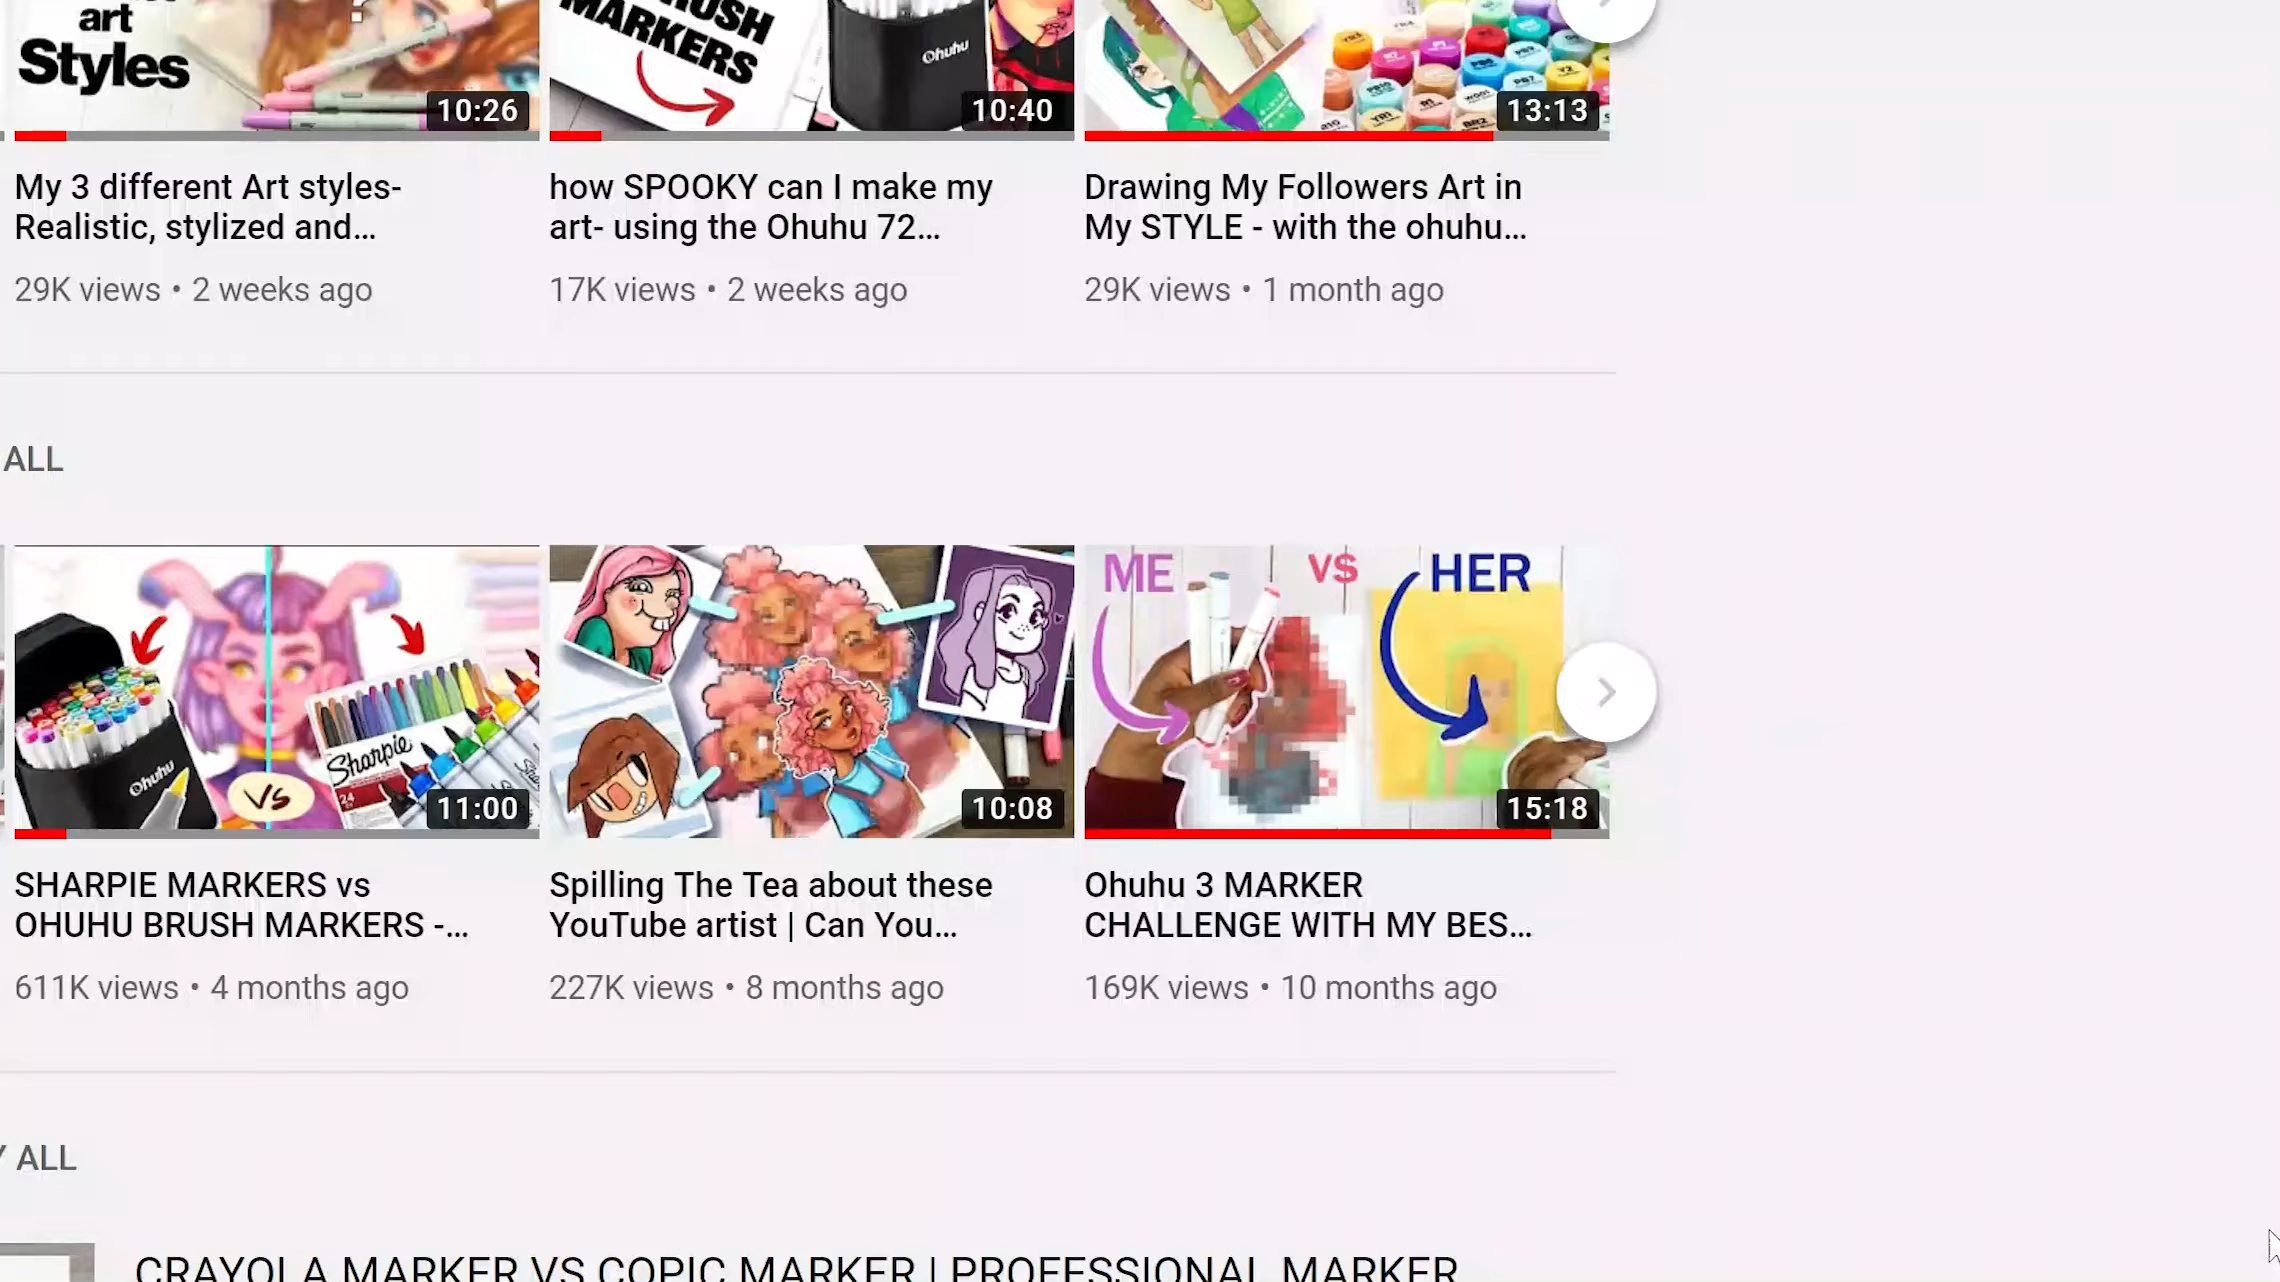 art
Styles
10:26
BRUSH
MARKERS
Ohuhu
10:40
13:13
My 3 different Art styles-
Realistic, stylized and...
29K views • 2 weeks ago
how SPOOKY can I make my
art- using the Ohuhu 72...
17K views • 2 weeks ago
Drawing My Followers Art in
My STYLE - with the ohuhu...
29K views • 1 month ago
ALL
Ohuhu
VS
Sharpie
24
11:00
10:08
ME VS HER
15:18
SHARPIE MARKERS vs
OHUHU BRUSH MARKERS -...
611K views • 4 months ago
Spilling The Tea about these
YouTube artist | Can You...
227K views • 8 months ago
Ohuhu 3 MARKER
CHALLENGE WITH MY BES...
169K views • 10 months ago
Y ALL
CRAYOLA MARKER VS COPIC MARKER | PROFESSIONAL MARKER